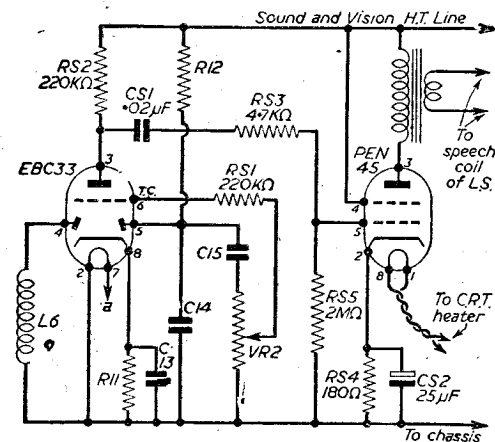 Sound and Vision H.T. Line
RS2
220KΩ
R12
CS1
·02µF
RS3
4·7KΩ
To
speech
coil
of L.S.
3
PEN
45
3
EBC33
T.C.
6
RS1
220KΩ
4
5
4
5
2
7
8
2
8
1
a
C15
To C.R.T.
heater
L6
C14
VR2
RS5
2MΩ
R11
C
13
RS4
180Ω
CS2
25µF
To chassis